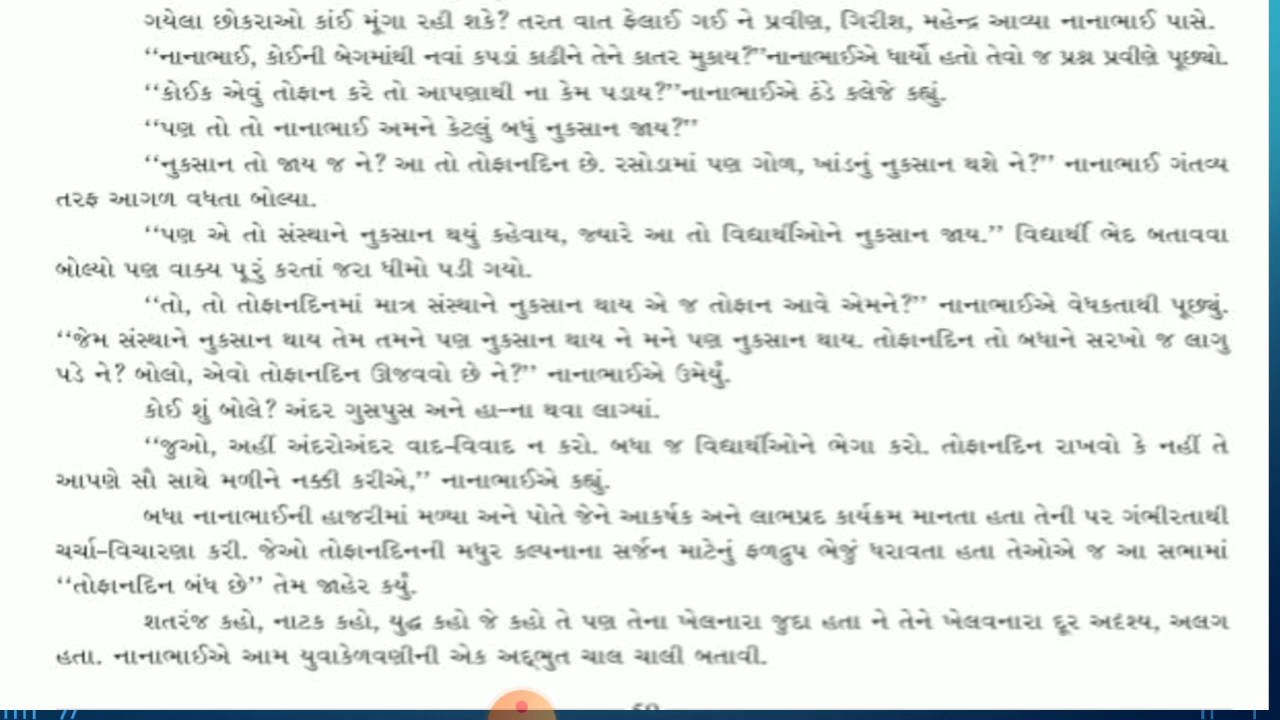 ગયેલા છોકરાઓ કાંઈ મૂંગા રહી શકે? તરત વાત ફેલાઈ ગઈ ને પ્રવીણ, ગિરીશ, મહેન્દ્ર આવ્યા નાનાભાઈ પાસે.
“નાનાભાઈ, કોઈની બેગમાંથી નવાં કપડાં કાઢીને તેને કાતર મુકાય?”નાનાભાઈએ ધાર્યો હતો તેવો જ પ્રશ્ન પ્રવીણે પૂછ્યો.
“કોઈક એવું તોફાન કરે તો આપણાથી ના કેમ પડાય?”નાનાભાઈએ ઠંડે કલેજે કહ્યું.
“પણ તો તો નાનાભાઈ અમને કેટલું બધું નુકસાન જાય?”
“નુકસાન તો જાય જ ને? આ તો તોફાનદિન છે. રસોડામાં પણ ગોળ, ખાંડનું નુકસાન થશે ને?” નાનાભાઈ ગંતવ્ય
તરફ આગળ વધતા બોલ્યા.
“પણ એ તો સંસ્થાને નુકસાન થયું કહેવાય, જ્યારે આ તો વિદ્યાર્થીઓને નુકસાન જાય.” વિદ્યાર્થી ભેદ બતાવવા
બોલ્યો પણ વાક્ય પૂરું કરતાં જરા ધીમો પડી ગયો.
“તો, તો તોફાનદિનમાં માત્ર સંસ્થાને નુકસાન થાય એ જ તોફાન આવે એમને?” નાનાભાઈએ વેધકતાથી પૂછ્યું.
“જેમ સંસ્થાને નુકસાન થાય તેમ તમને પણ નુકસાન થાય ને મને પણ નુકસાન થાય. તોફાનદિન તો બધાને સરખો જ લાગુ
પડે ને? બોલો, એવો તોફાનદિન ઊજવવો છે ને?” નાનાભાઈએ ઉમેર્યું.
કોઈ શું બોલે? અંદર ગુસપુસ અને હા-ના થવા લાગ્યાં.
“જુઓ, અહીં અંદરોઅંદર વાદ-વિવાદ ન કરો. બધા જ વિદ્યાર્થીઓને ભેગા કરો. તોફાનદિન રાખવો કે નહીં તે
આપણે સૌ સાથે મળીને નક્કી કરીએ,” નાનાભાઈએ કહ્યું.
બધા નાનાભાઈની હાજરીમાં મળ્યા અને પોતે જેને આકર્ષક અને લાભપ્રદ કાર્યક્રમ માનતા હતા તેની પર ગંભીરતાથી
ચર્ચા-વિચારણા કરી. જેઓ તોફાનદિનની મધુર કલ્પનાના સર્જન માટેનું ફળદ્રુપ ભેજું ધરાવતા હતા તેઓએ જ આ સભામાં
“તોફાનદિન બંધ છે” તેમ જાહેર કર્યું.
શતરંજ કહો, નાટક કહો, યુદ્ધ કહો જે કહો તે પણ તેના ખેલનારા જુદા હતા ને તેને ખેલવનારા દૂર અદૃશ્ય, અલગ
હતા. નાનાભાઈએ આમ યુવાકેળવણીની એક અદ્ભુત ચાલ ચાલી બતાવી.